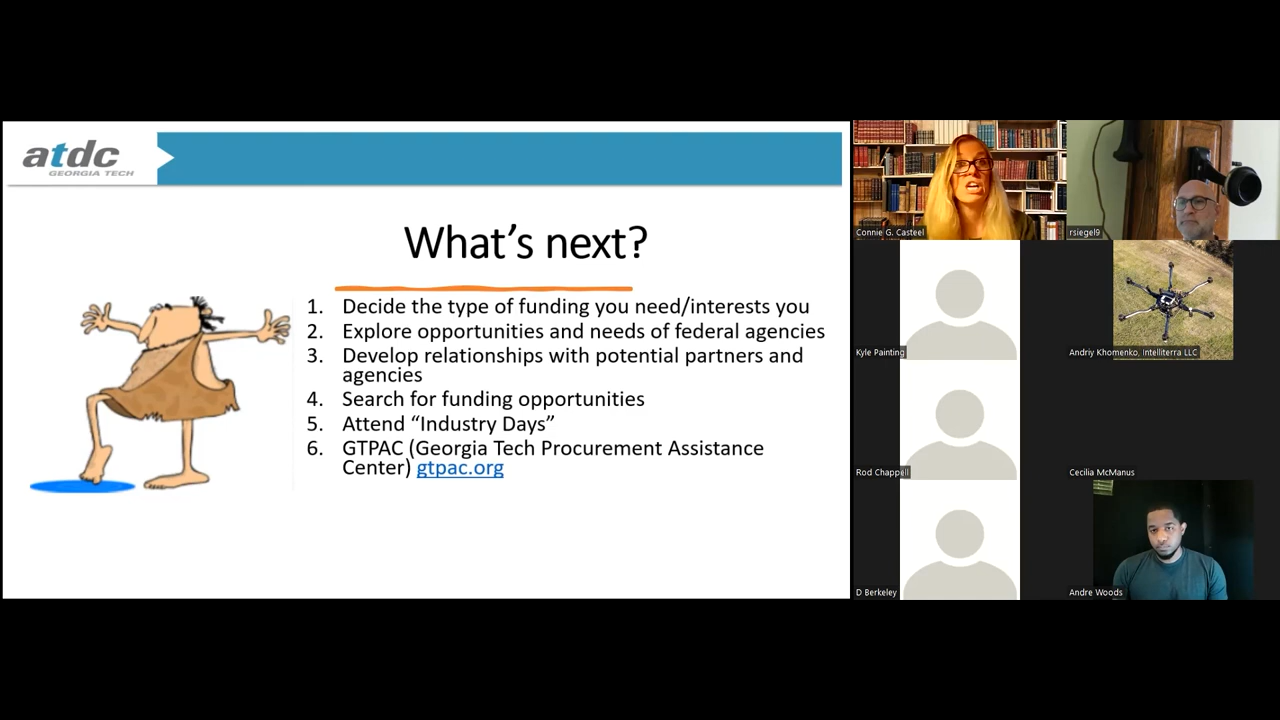 atdc
GEORGIA TECH
What's next?
1. Decide the type of funding you need/interests you
2. Explore opportunities and needs of federal agencies
3. Develop relationships with potential partners and
agencies
4. Search for funding opportunities
5. Attend “Industry Days”
6. GTPAC (Georgia Tech Procurement Assistance
Center) gtpac.org
Connie G. Casteel
rsiegel9
Kyle Painting
Andriy Khomenko, Intelliterra LLC
Rod Chappell
Cecilia McManus
D Berkeley
Andre Woods